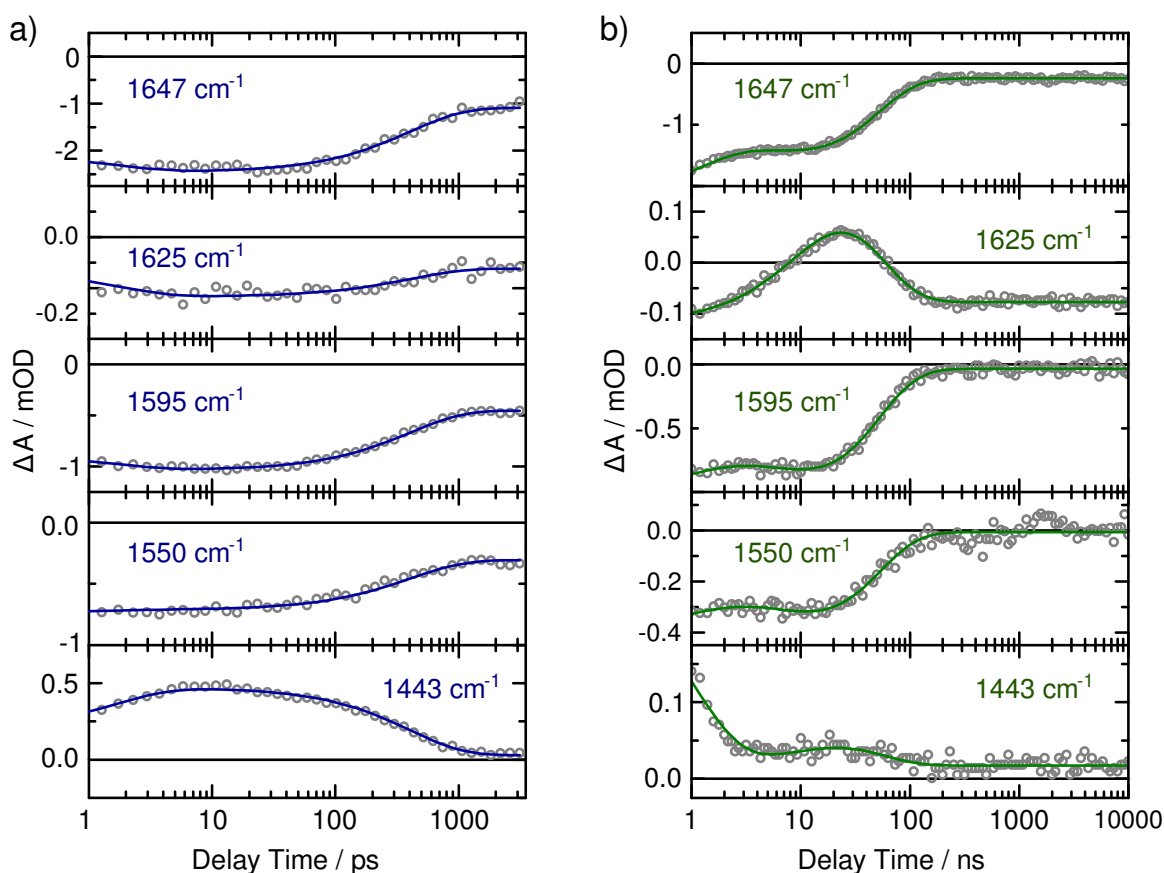 a)
0
-1
-2
1647 cm-1
0.0
-0.2
1625 cm-1
0
-1
1595 cm-1
0.0
-1
1550 cm-1
0.5
0.0
1443 cm-1
ΔA / mOD
1 10 100 1000
Delay Time / ps
b)
0
-1
1647 cm-1
0.1
0.0
-0.1
1625 cm-1
0.0
-0.5
1595 cm-1
0.0
-0.2
-0.4
1550 cm-1
0.1
0.0
1443 cm-1
ΔA / mOD
1 10 100 1000 10000
Delay Time / ns